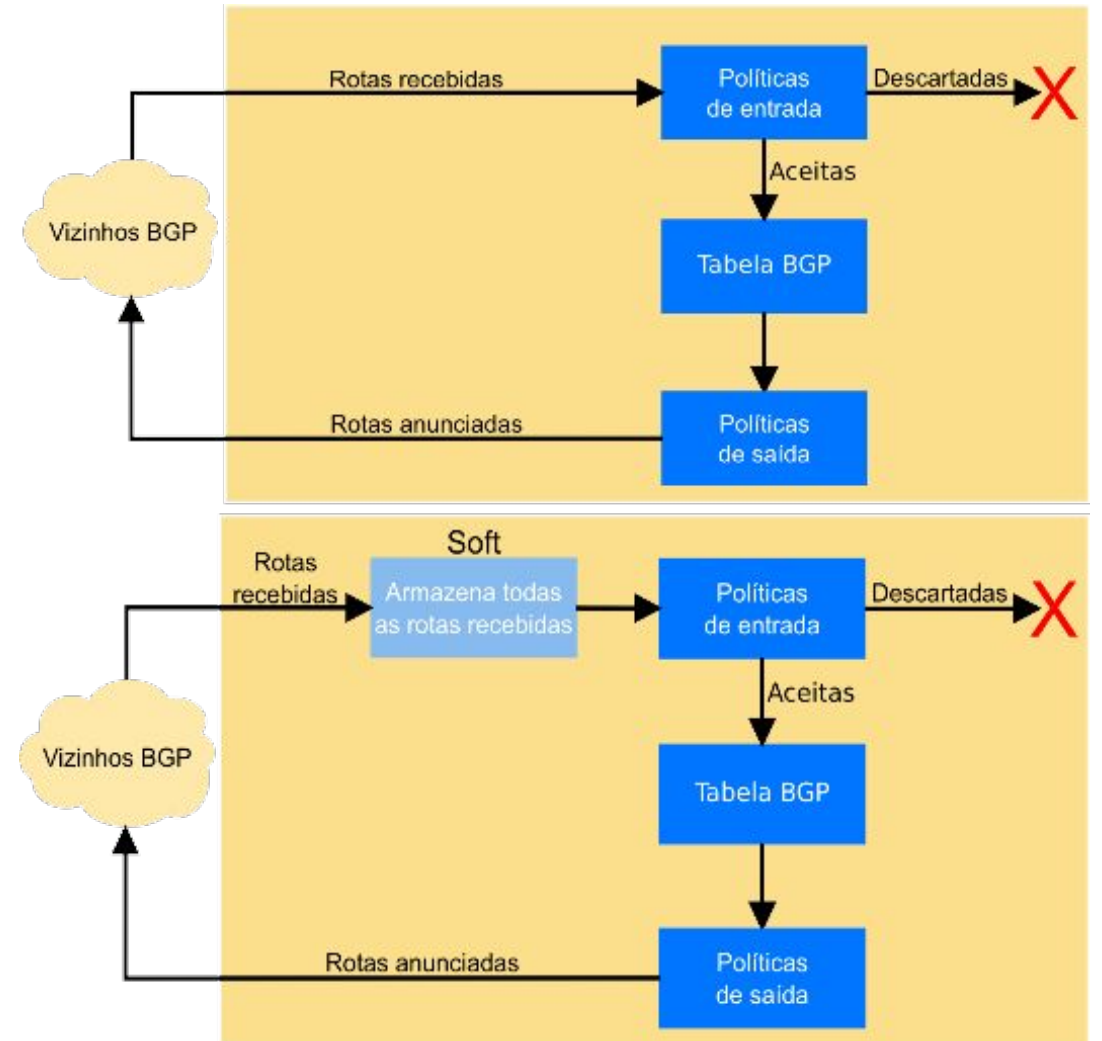 Rotas recebidas
Políticas
de entrada
Descartadas
X
Aceitas
Vizinhos BGP
Tabela BGP
Rotas anunciadas
Políticas
de saída
Soft
Rotas
recebidas
Armazena todas
as rotas recebidas
Políticas
de entrada
Descartadas
X
Aceitas
Vizinhos BGP
Tabela BGP
Rotas anunciadas
Políticas
de saída